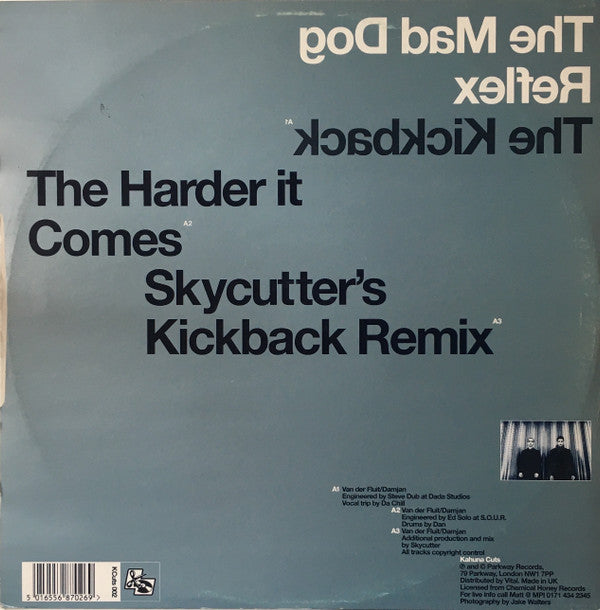 The Mad Dog
Reflex
The Kickback A1
The Harder it
Comes A2
Skycutter's
Kickback Remix A3
A1 Van der Fluit/Damjan
Engineered by Steve Dub at Dada Studios
Vocal trip by Da Chill
A2 Van der Fluit/Damjan
Engineered by Ed Solo at S.O.U.R.
Drums by Dan
A3 Van der Fluit/Damjan
Additional production and mix
by Skycutter
All tracks copyright control
Kahuna Cuts
℗ and © Parkway Records.
79 Parkway, London NW1 7PP
Distributed by Vital. Made in UK
Licensed from Chemical Honey Records
For live info call Matt @ MPI 0171 434 2345
Photography by Jake Walters
KCuts 002
5 016556 870269 >